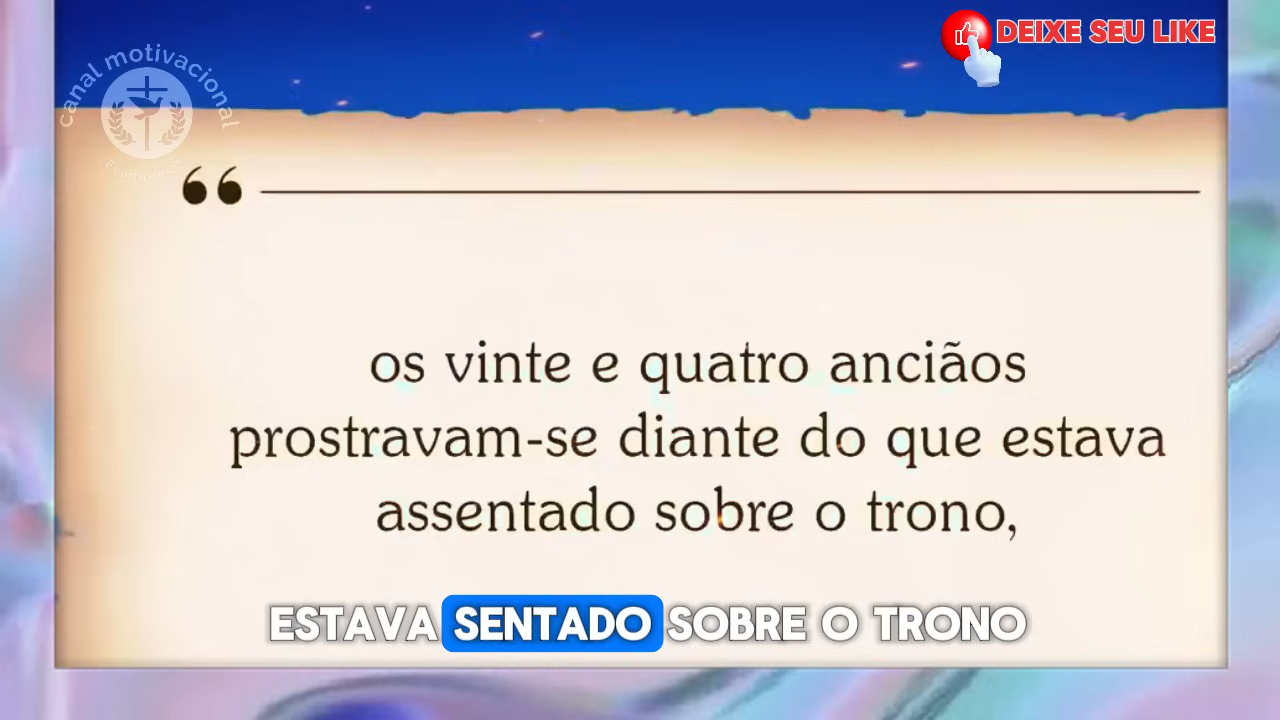 DEIXE SEU LIKE
canal motivacional
“
os vinte e quatro anciãos
prostravam-se diante do que estava
assentado sobre o trono,
ESTAVA SENTADO SOBRE O TRONO